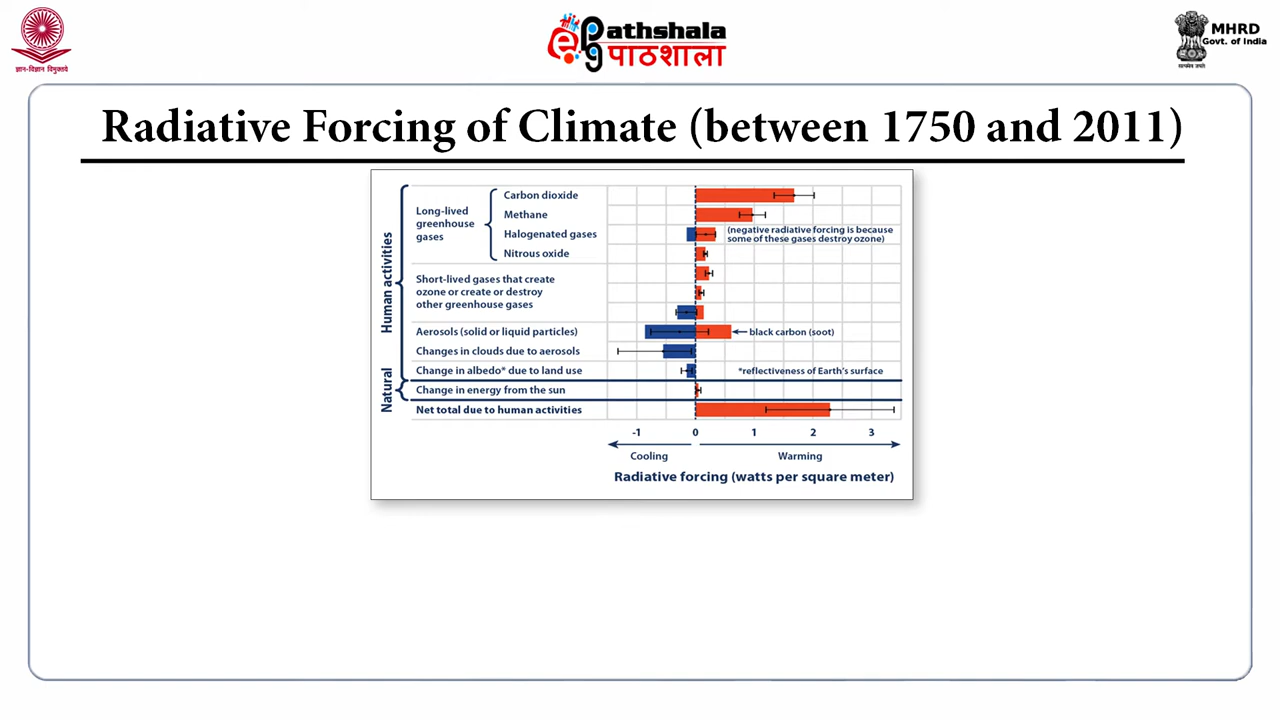 ज्ञान-विज्ञान विमुक्तये
ePG Pathshala
पाठशाला
MHRD
Govt. of India
सत्यमेव जयते
Radiative Forcing of Climate (between 1750 and 2011)
Human activities
Long-lived
greenhouse
gases
Carbon dioxide
Methane
Halogenated gases
(negative radiative forcing is because
some of these gases destroy ozone)
Nitrous oxide
Short-lived gases that create
ozone or create or destroy
other greenhouse gases
Aerosols (solid or liquid particles)
black carbon (soot)
Changes in clouds due to aerosols
Change in albedo* due to land use
*reflectiveness of Earth's surface
Natural
Change in energy from the sun
Net total due to human activities
-1 0 1 2 3
Cooling Warming
Radiative forcing (watts per square meter)